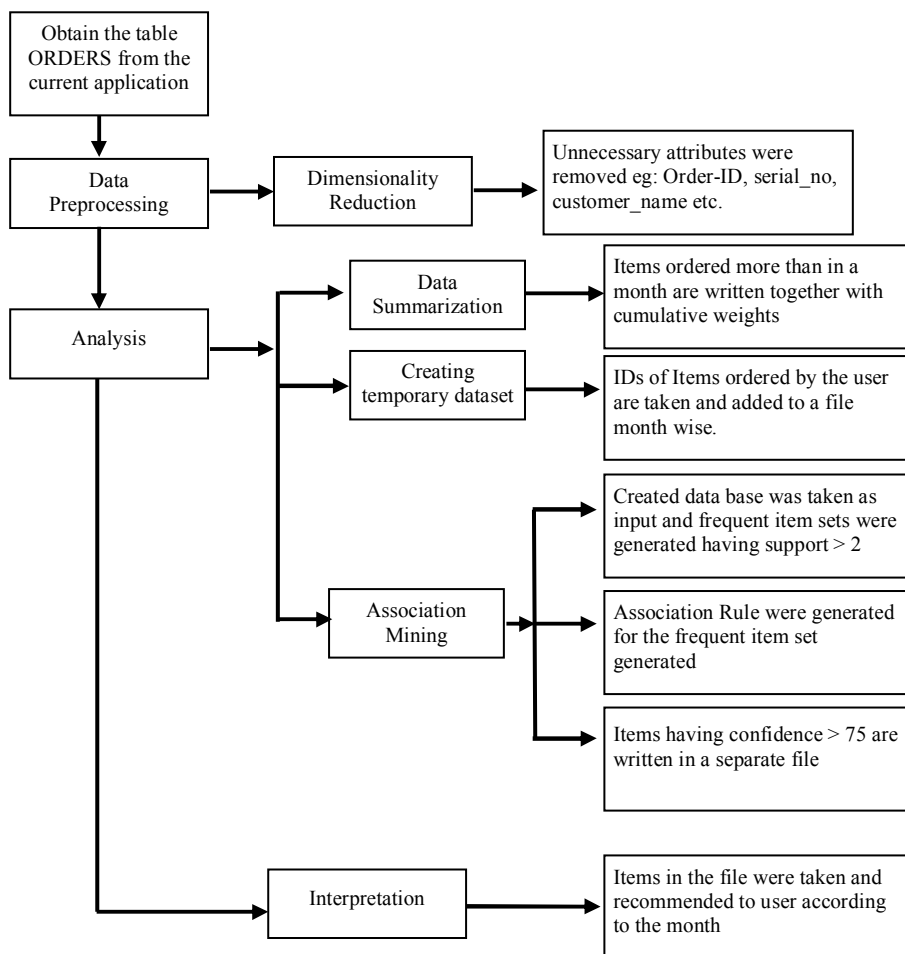 Obtain the table
ORDERS from the
current application
Data
Preprocessing
Dimensionality
Reduction
Unnecessary attributes were
removed eg: Order-ID, serial_no,
customer_name etc.
Analysis
Data
Summarization
Items ordered more than in a
month are written together with
cumulative weights
Creating
temporary dataset
IDs of Items ordered by the user
are taken and added to a file
month wise.
Association
Mining
Created data base was taken as
input and frequent item sets were
generated having support > 2
Association Rule were generated
for the frequent item set
generated
Items having confidence > 75 are
written in a separate file
Interpretation
Items in the file were taken and
recommended to user according
to the month